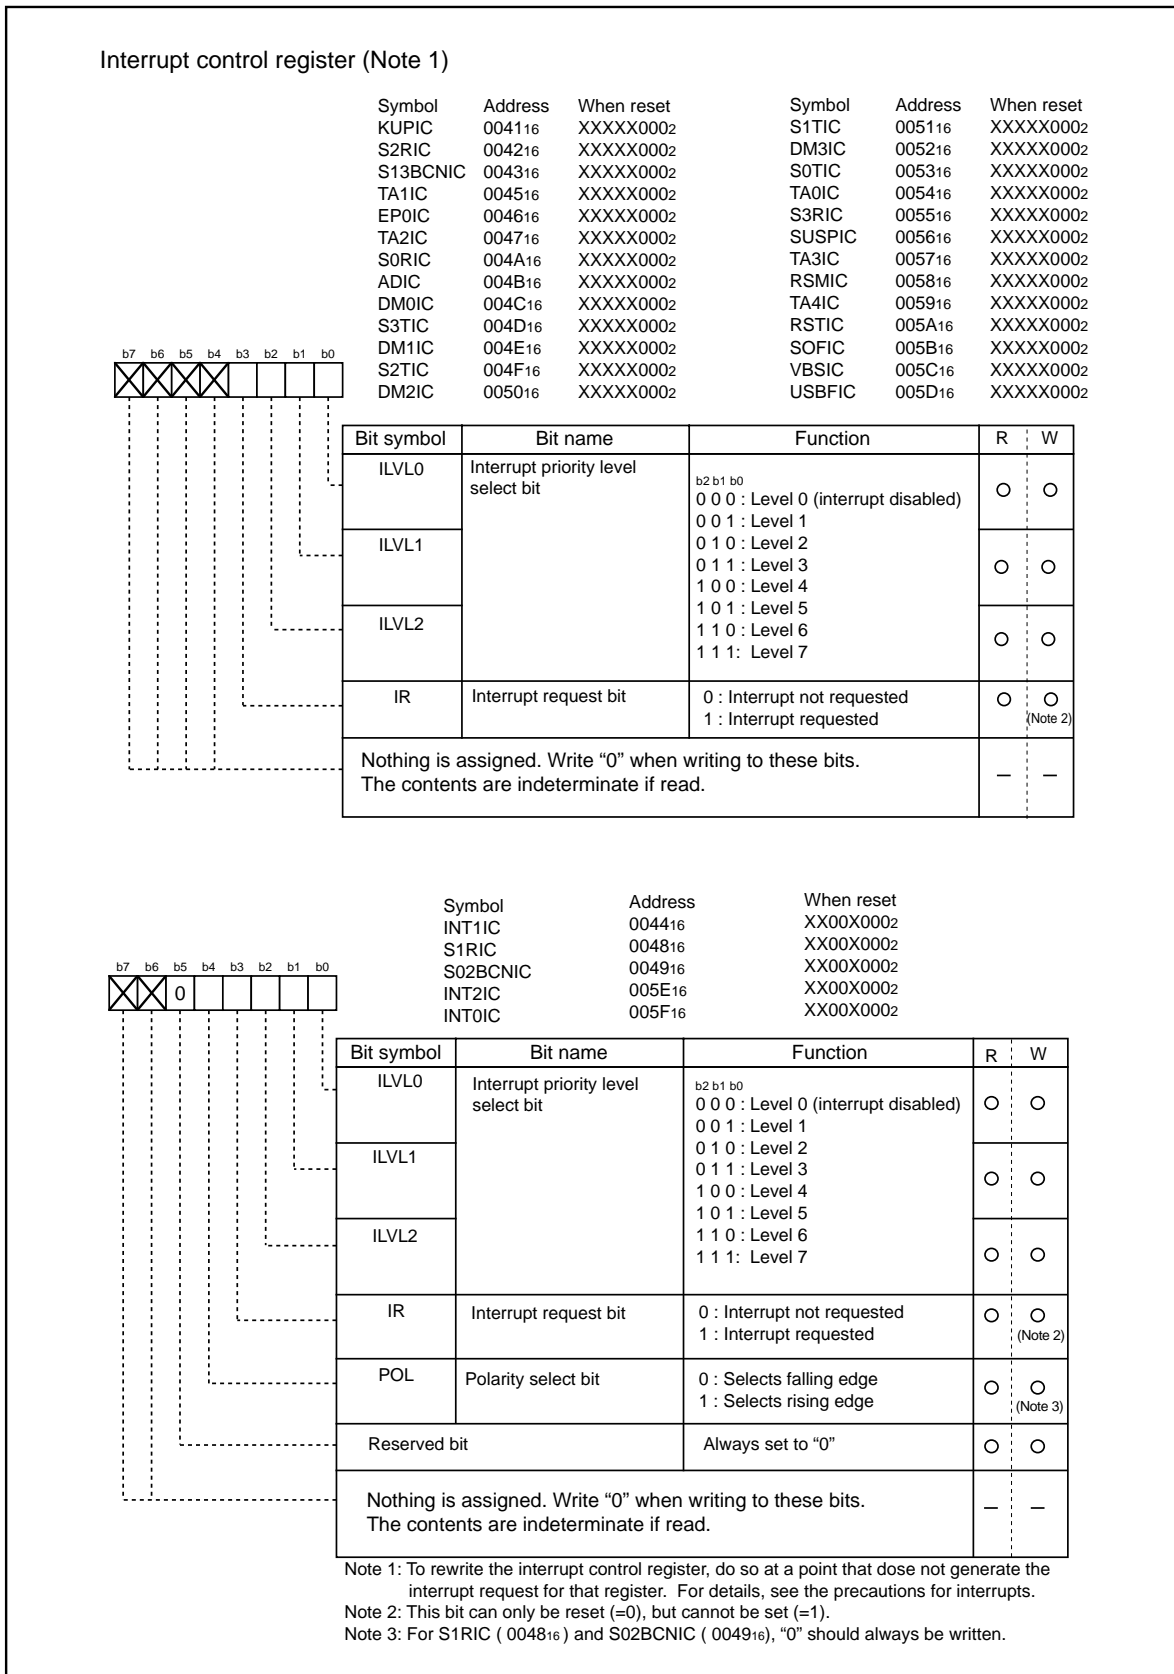 Interrupt control register (Note 1)
Symbol Address When reset
KUPIC 004116 XXXXX0002
S2RIC 004216 XXXXX0002
S13BCNIC 004316 XXXXX0002
TA1IC 004516 XXXXX0002
EP0IC 004616 XXXXX0002
TA2IC 004716 XXXXX0002
S0RIC 004A16 XXXXX0002
ADIC 004B16 XXXXX0002
DM0IC 004C16 XXXXX0002
S3TIC 004D16 XXXXX0002
DM1IC 004E16 XXXXX0002
S2TIC 004F16 XXXXX0002
DM2IC 005016 XXXXX0002
Symbol Address When reset
S1TIC 005116 XXXXX0002
DM3IC 005216 XXXXX0002
S0TIC 005316 XXXXX0002
TA0IC 005416 XXXXX0002
S3RIC 005516 XXXXX0002
SUSPIC 005616 XXXXX0002
TA3IC 005716 XXXXX0002
RSMIC 005816 XXXXX0002
TA4IC 005916 XXXXX0002
RSTIC 005A16 XXXXX0002
SOFIC 005B16 XXXXX0002
VBSIC 005C16 XXXXX0002
USBFIC 005D16 XXXXX0002
b7 b6 b5 b4 b3 b2 b1 b0
Bit symbol Bit name Function R W
ILVL0 Interrupt priority level
select bit
b2 b1 b0
0 0 0 : Level 0 (interrupt disabled)
0 0 1 : Level 1
ILVL1 0 1 0 : Level 2
0 1 1 : Level 3
1 0 0 : Level 4
1 0 1 : Level 5
ILVL2 1 1 0 : Level 6
1 1 1: Level 7
IR Interrupt request bit 0 : Interrupt not requested
1 : Interrupt requested (Note 2)
Nothing is assigned. Write “0” when writing to these bits. – –
The contents are indeterminate if read.
Symbol Address When reset
INT1IC 004416 XX00X0002
S1RIC 004816 XX00X0002
S02BCNIC 004916 XX00X0002
INT2IC 005E16 XX00X0002
INT0IC 005F16 XX00X0002
b7 b6 b5 b4 b3 b2 b1 b0
0
Bit symbol Bit name Function R W
ILVL0 Interrupt priority level
select bit
b2 b1 b0
0 0 0 : Level 0 (interrupt disabled)
0 0 1 : Level 1
0 1 0 : Level 2
ILVL1 0 1 1 : Level 3
1 0 0 : Level 4
1 0 1 : Level 5
ILVL2 1 1 0 : Level 6
1 1 1: Level 7
IR Interrupt request bit 0 : Interrupt not requested
1 : Interrupt requested (Note 2)
POL Polarity select bit 0 : Selects falling edge
1 : Selects rising edge (Note 3)
Reserved bit Always set to “0”
Nothing is assigned. Write “0” when writing to these bits. – –
The contents are indeterminate if read.
Note 1: To rewrite the interrupt control register, do so at a point that dose not generate the
interrupt request for that register. For details, see the precautions for interrupts.
Note 2: This bit can only be reset (=0), but cannot be set (=1).
Note 3: For S1RIC ( 004816 ) and S02BCNIC ( 004916), “0” should always be written.